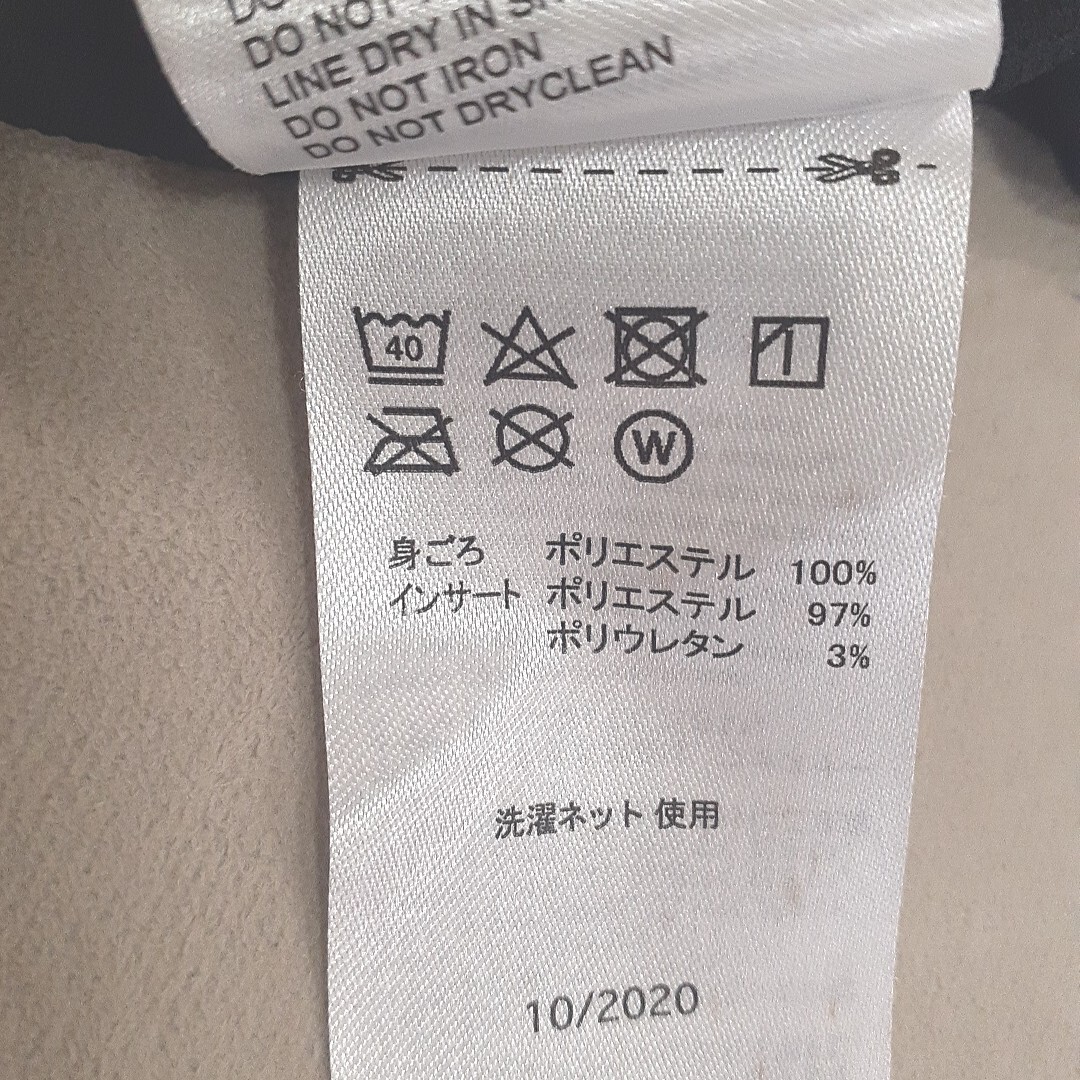 DO NOT
LINE DRY IN
DO NOT IRON
DO NOT DRYCLEAN
40
W
身ごろ ポリエステル 100%
インサート ポリエステル 97%
ポリウレタン 3%
洗濯ネット 使用
10/2020